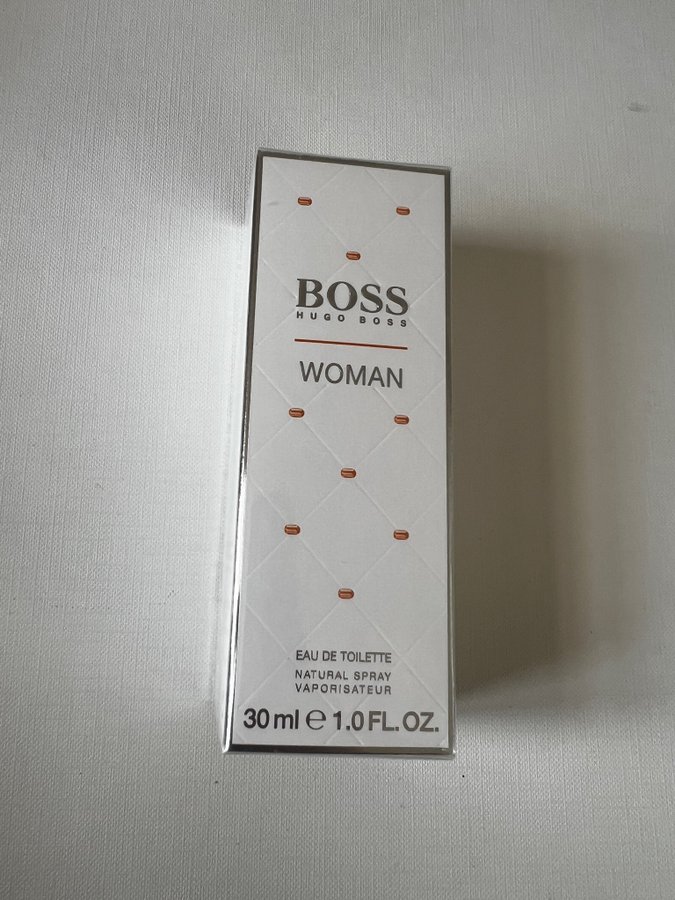 BOSS
HUGO BOSS
WOMAN
EAU DE TOILETTE
NATURAL SPRAY
VAPORISATEUR
30 ml ℮ 1.0 FL. OZ.